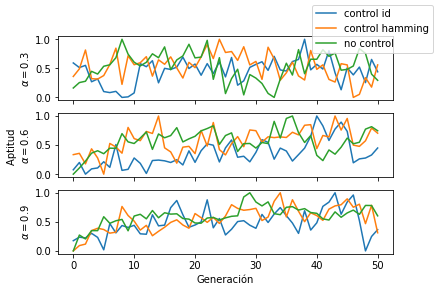 control id
control hamming
no control
1.0
0.5
0.0
α = 0.3
1.0
0.5
0.0
Aptitud
α = 0.6
1.0
0.5
0.0
α = 0.9
0 10 20 30 40 50
Generación